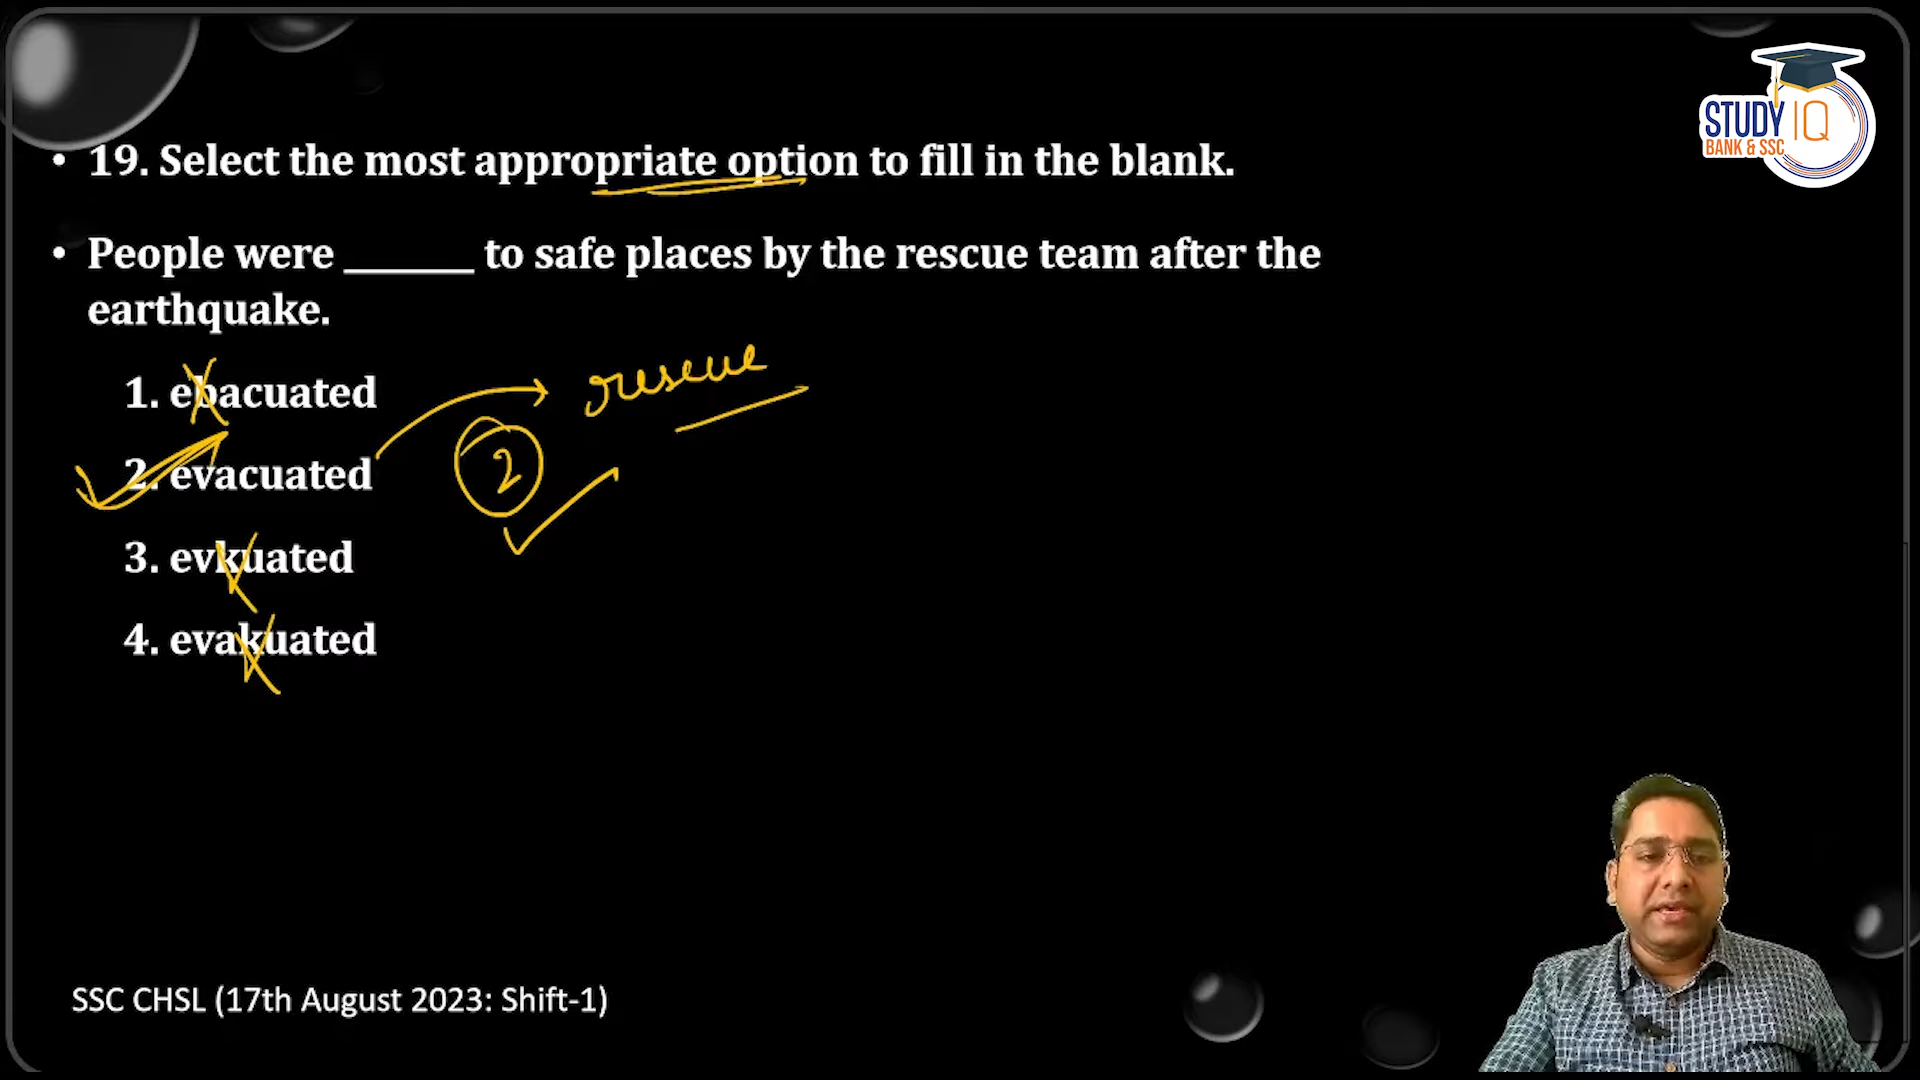 STUDY IQ
BANK & SSC
• 19. Select the most appropriate option to fill in the blank.
• People were _______ to safe places by the rescue team after the
earthquake.
1. ebacuated
rescue
2. evacuated
2
3. evkuated
4. evakuated
SSC CHSL (17th August 2023: Shift-1)